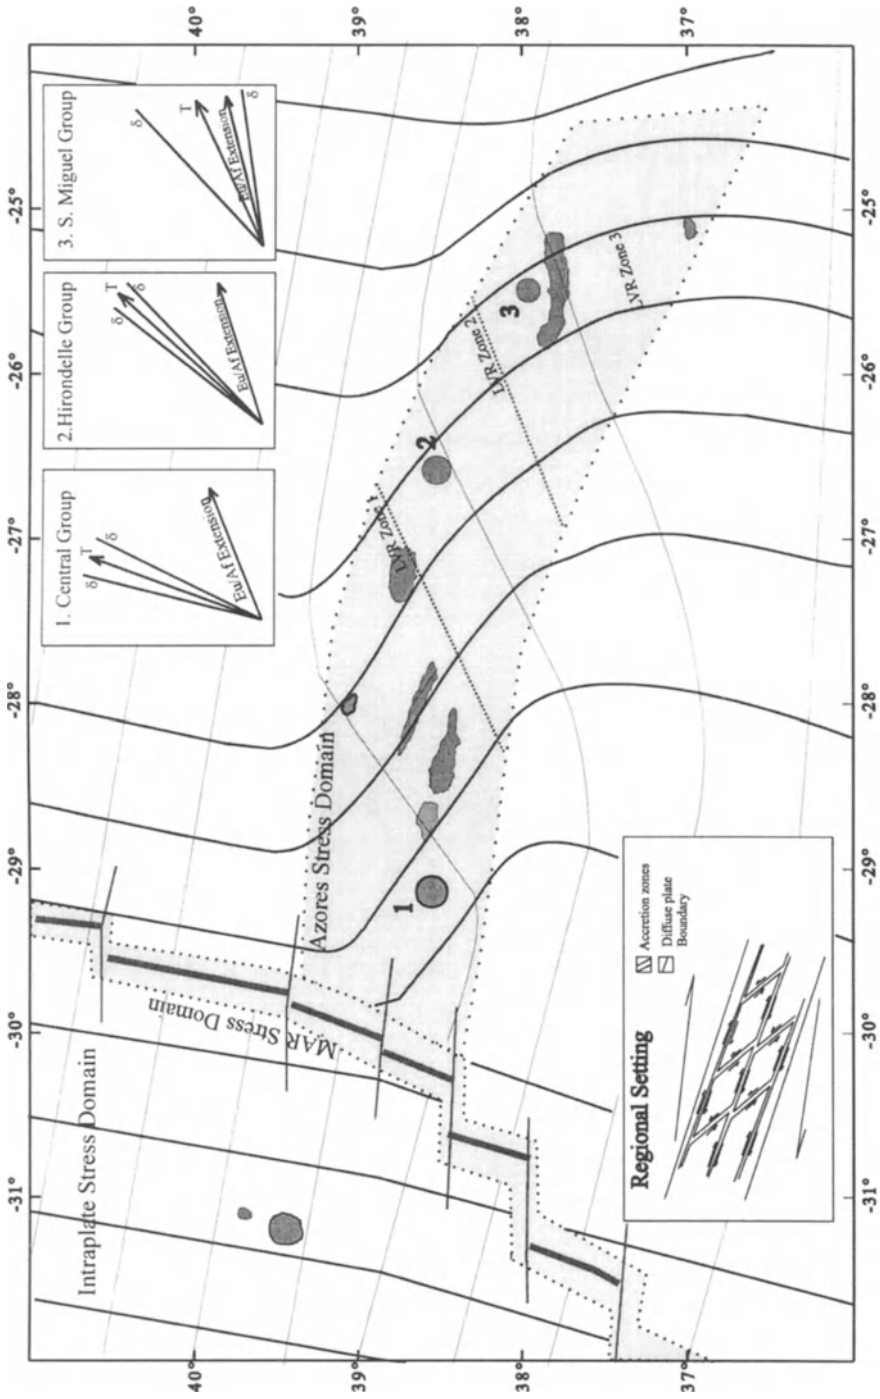 40°
39°
38°
37°
1. Central Group
δ
T
δ
Eu/Af Extension
2.Hirondelle Group
δ
T
δ
Eu/Af Extension
3. S. Miguel Group
δ
T
Eu/Af Extension
δ
-31°
-30°
-29°
-28°
-27°
-26°
-25°
Intraplate Stress Domain
MAR Stress Domain
Azores Stress Domain
LVR Zone 1
LVR Zone 2
LVR Zone 3
1
2
3
Regional Setting
Accretion zones
Diffuse plate
Boundary
-31°
-30°
-29°
-28°
-27°
-26°
-25°
40°
39°
38°
37°